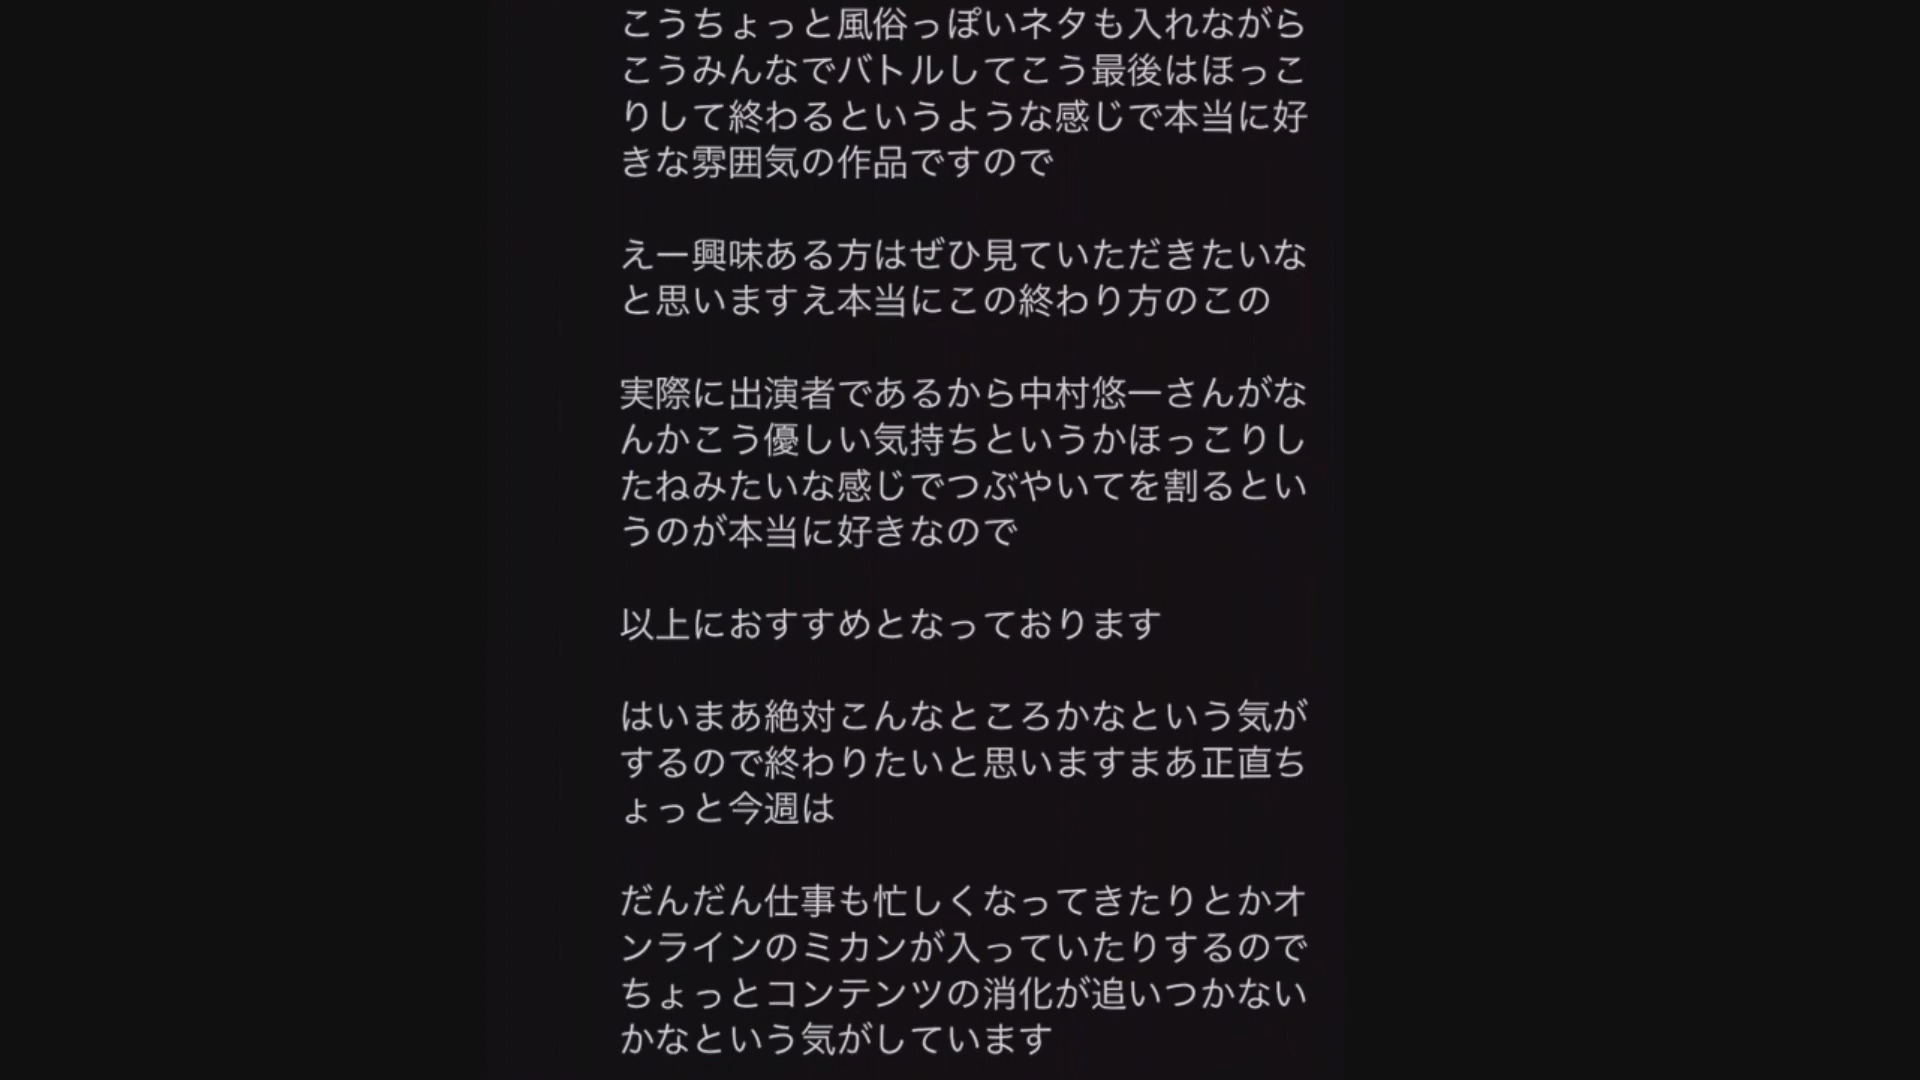 こうちょっと風俗っぽいネタも入れながら
こうみんなでバトルしてこう最後はほっこ
りして終わるというような感じで本当に好
きな雰囲気の作品ですので
えー興味ある方はぜひ見ていただきたいな
と思いますえ本当にこの終わり方のこの
実際に出演者であるから中村悠一さんがな
んかこう優しい気持ちというかほっこりし
たねみたいな感じでつぶやいてを割るとい
うのが本当に好きなので
以上におすすめとなっております
はいまあ絶対こんなところかなという気が
するので終わりたいと思いますまあ正直ち
ょっと今週は
だんだん仕事も忙しくなってきたりとかオ
ンラインのミカンが入っていたりするので
ちょっとコンテンツの消化が追いつかない
かなという気がしています